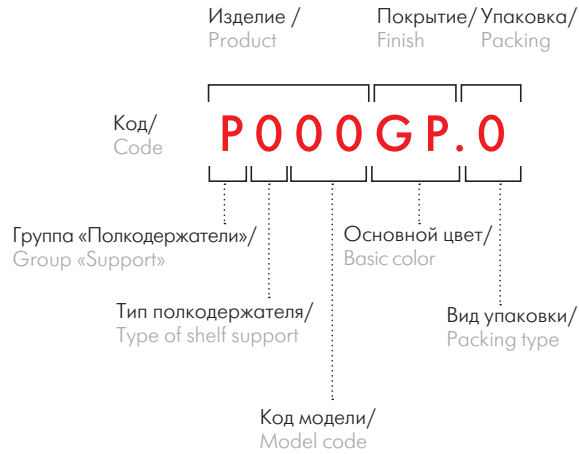 Изделие /
Product
Покрытие/
Finish
Упаковка/
Packing
Код/
Code
P000GP.0
Группа «Полкодержатели»/
Group «Support»
Основной цвет/
Basic color
Тип полкодержателя/
Type of shelf support
Вид упаковки/
Packing type
Код модели/
Model code